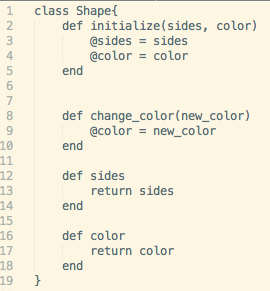 1 class Shape{
2     def initialize(sides, color)
3         @sides = sides
4         @color = color
5     end
6
7
8     def change_color(new_color)
9         @color = new_color
10     end
11
12     def sides
13         return sides
14     end
15
16     def color
17         return color
18     end
19 }